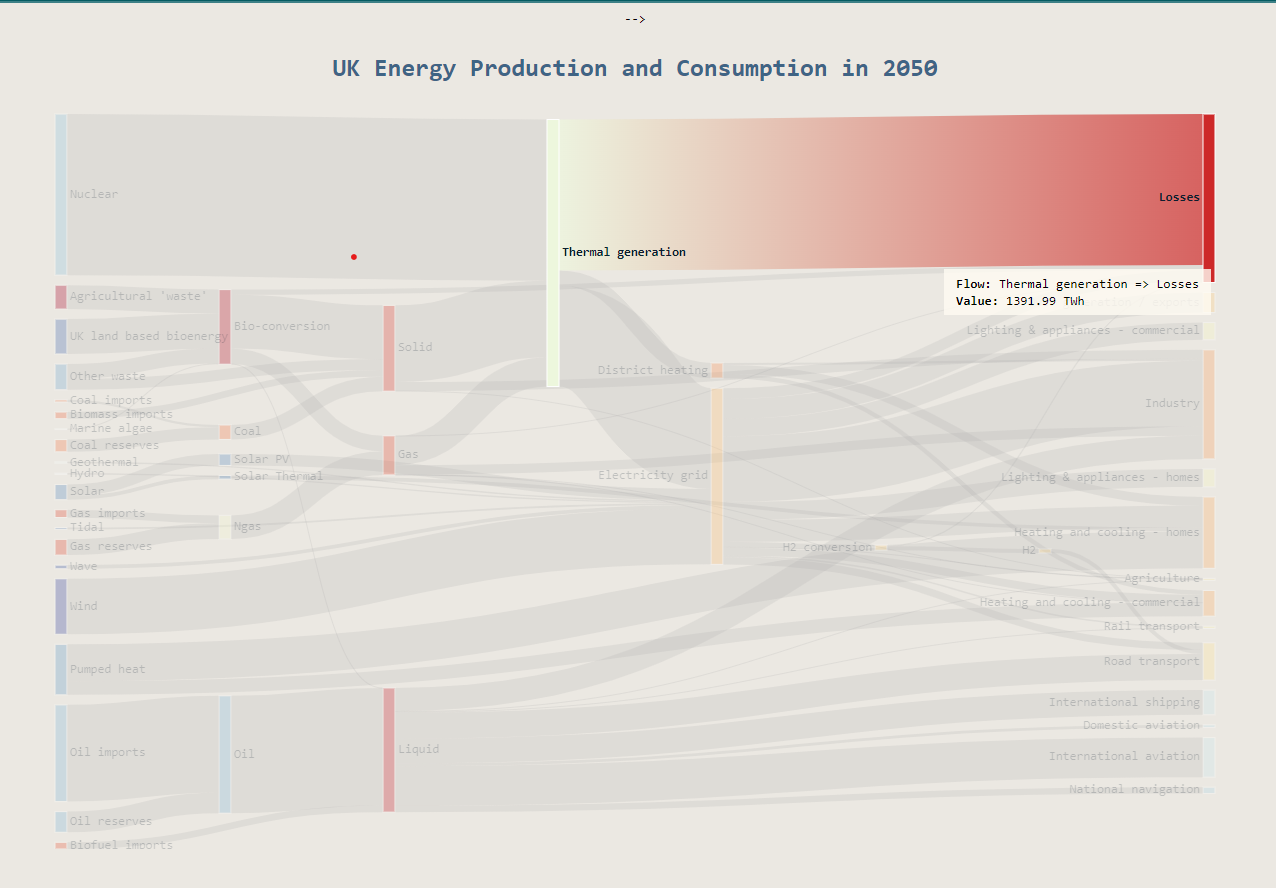 -->
UK Energy Production and Consumption in 2050
Nuclear
Losses
Thermal generation
Flow: Thermal generation => Losses
Value: 1391.99 TWh
Agricultural 'waste'
Bio-conversion
UK land based bioenergy
Lighting & appliances - commercial
Solid
District heating
Other waste
Coal imports
Industry
Biomass imports
Marine algae
Coal
Coal reserves
Gas
Solar PV
Geothermal
Hydro
Solar Thermal
Electricity grid
Lighting & appliances - homes
Solar
Gas imports
Tidal
Ngas
Heating and cooling - homes
Gas reserves
H2 conversion
H2
Wave
Agriculture
Wind
Heating and cooling - commercial
Rail transport
Pumped heat
Road transport
International shipping
Domestic aviation
Oil imports
Oil
Liquid
International aviation
National navigation
Oil reserves
Biofuel imports